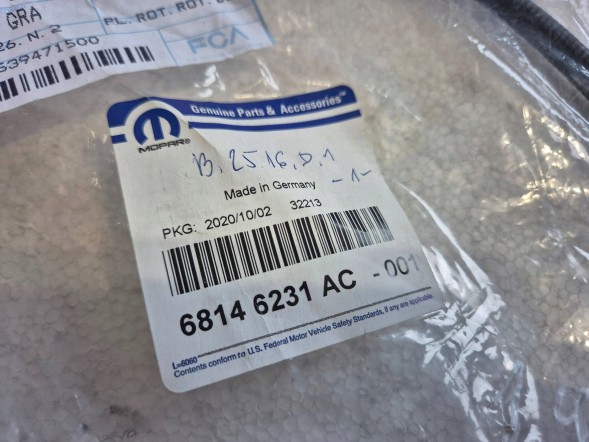 GRA
PL. ROT. ROT.
26. N. 2
539471500
FCA
Genuine Parts & Accessories™
MOPAR®
B.25.16.D.1
Made in Germany
-1-
PKG: 2020/10/02 32213
6814 6231 AC -001
L=6060
Contents conform to U.S. Federal Motor Vehicle Safety Standards, if any are applicable.